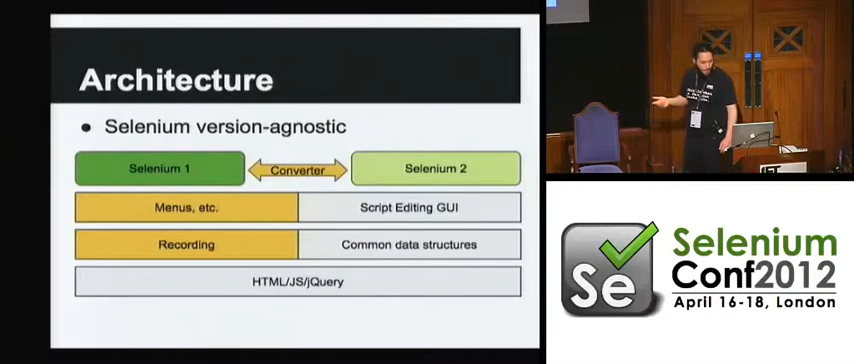 Architecture
● Selenium version-agnostic
Selenium 1
Converter
Selenium 2
Menus, etc.
Script Editing GUI
Recording
Common data structures
HTML/JS/jQuery
Se
Selenium
Conf2012
April 16-18, London